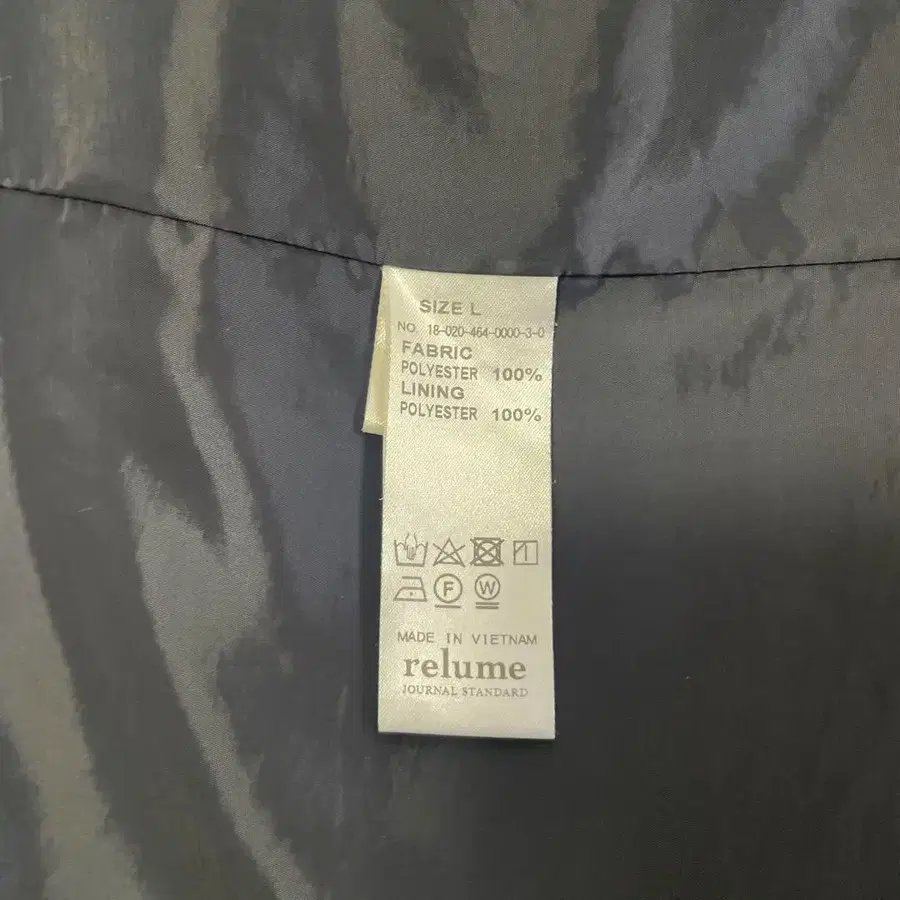 SIZE L
NO. 18-020-464-0000-3-0
FABRIC
POLYESTER 100%
LINING
POLYESTER 100%
F W
MADE IN VIETNAM
relume
JOURNAL STANDARD